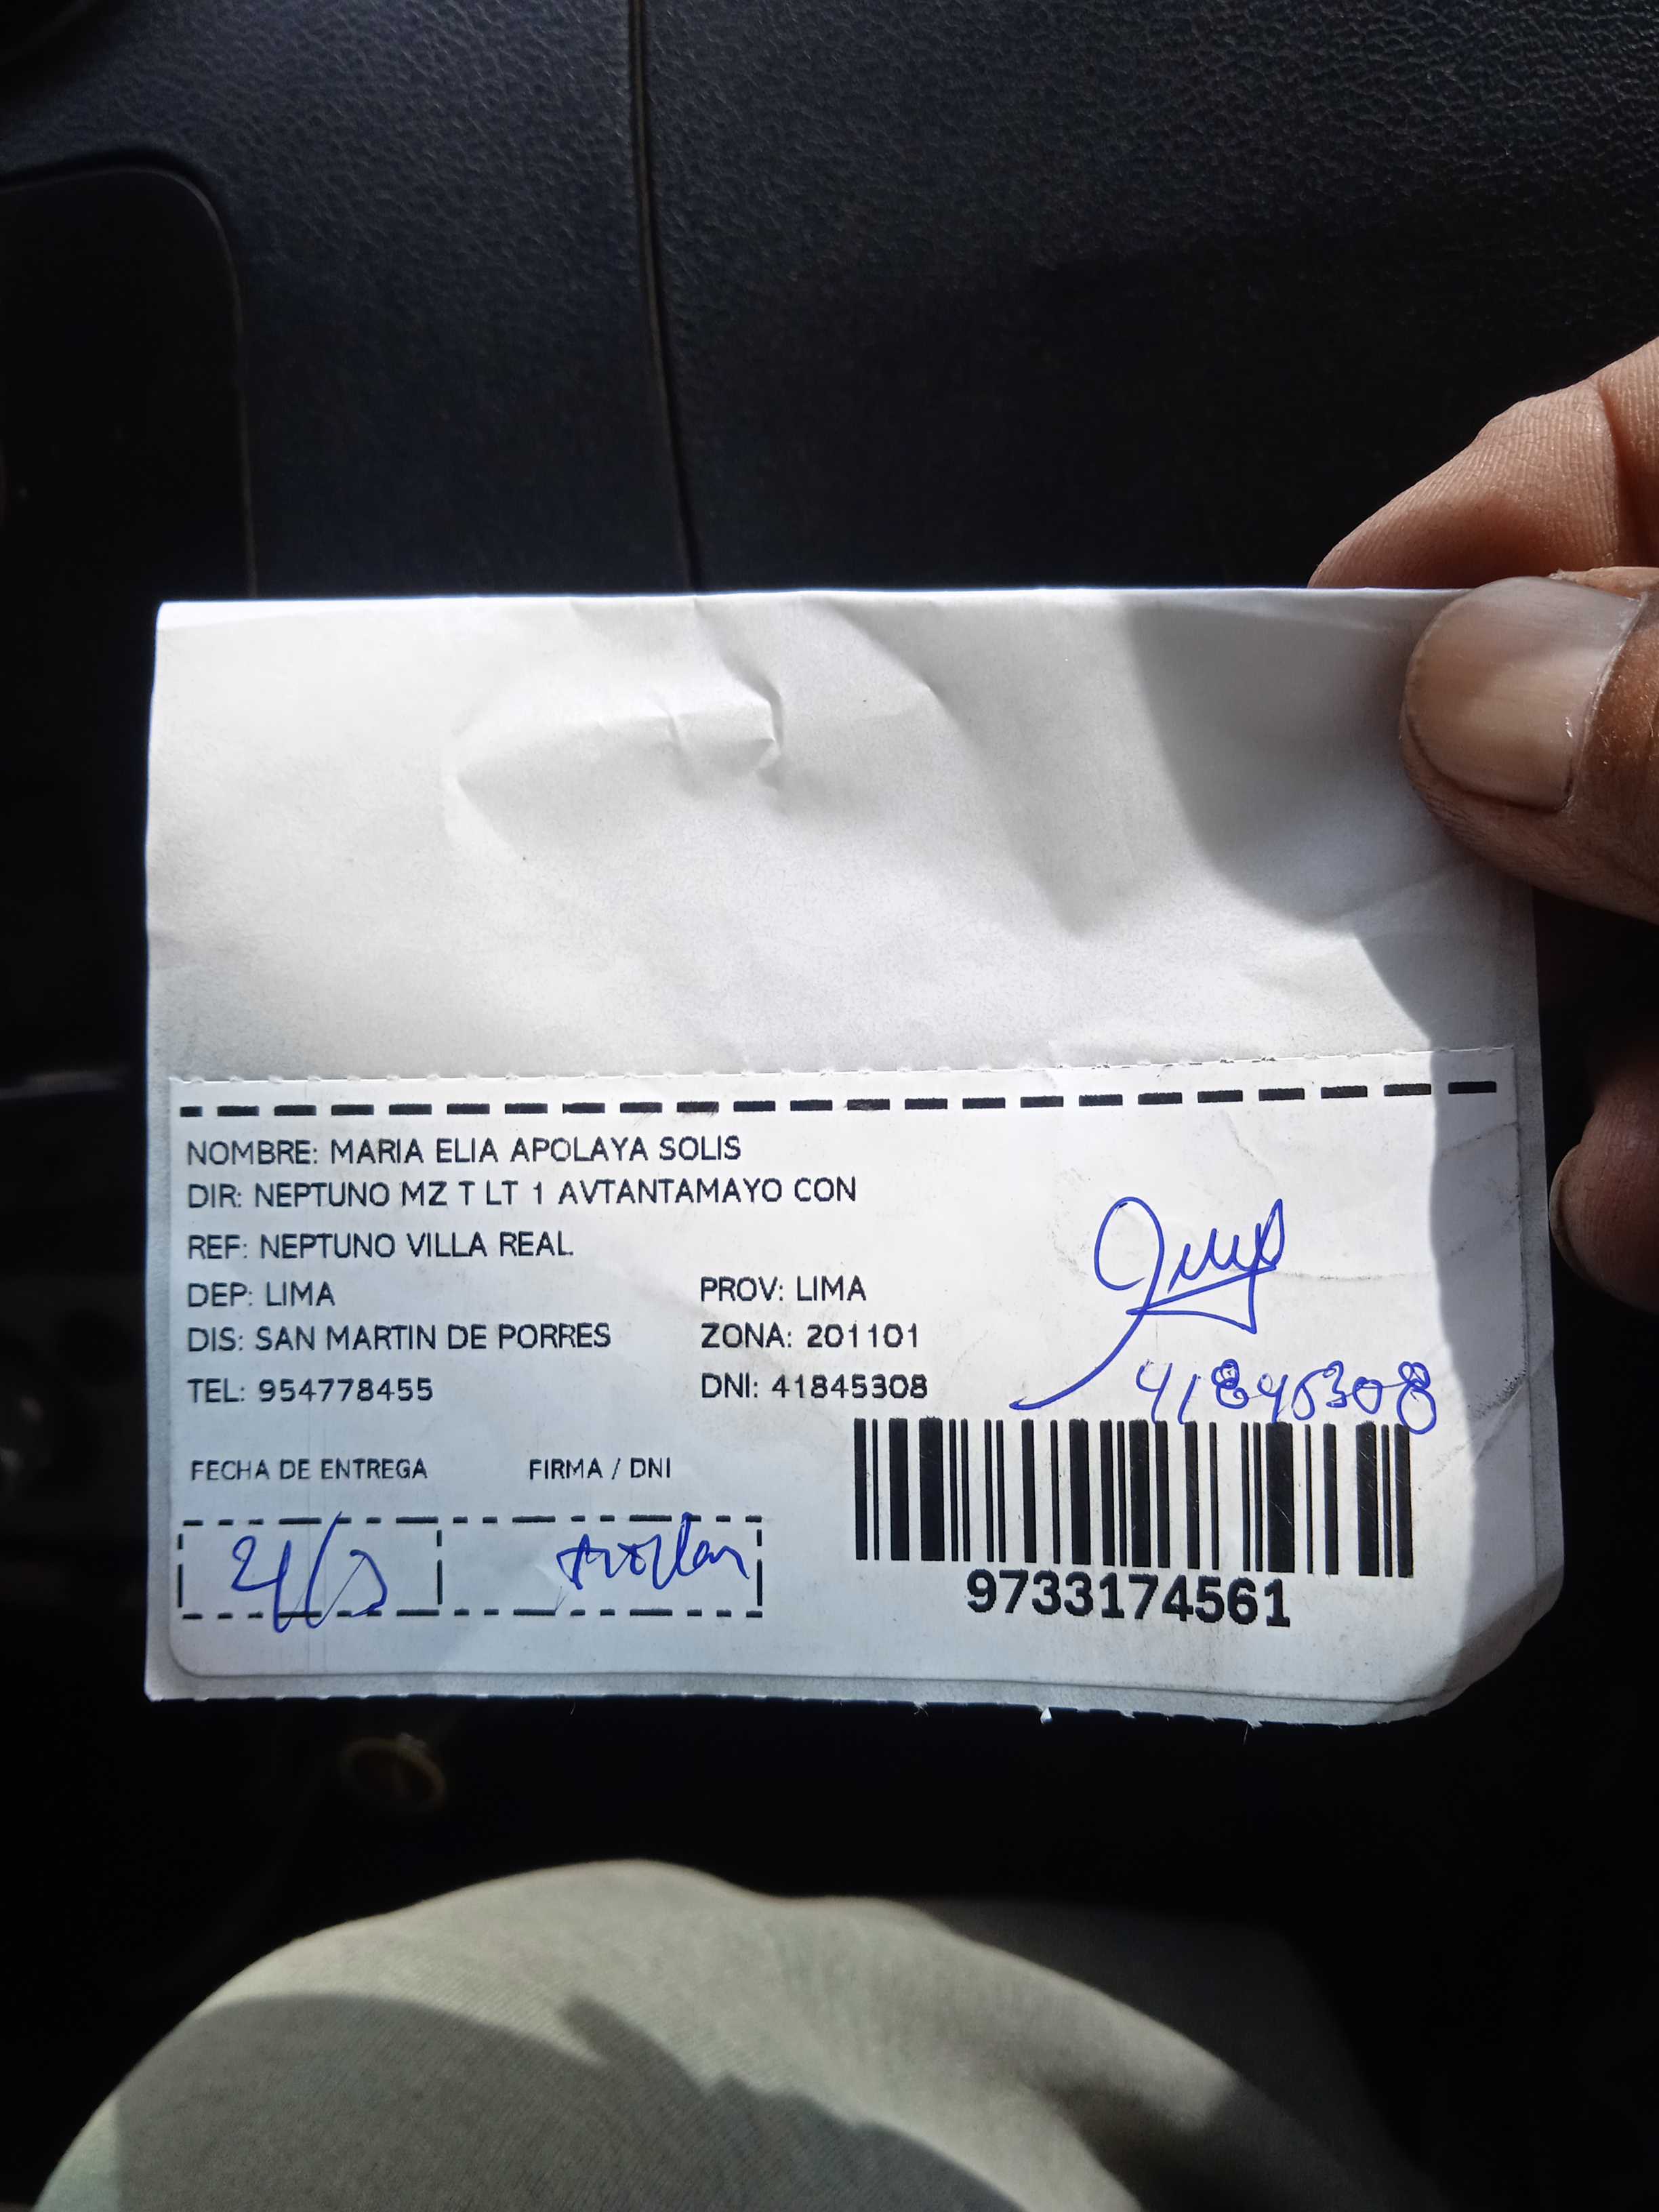 NOMBRE: MARIA ELIA APOLAYA SOLIS
DIR: NEPTUNO MZ T LT 1 AVTANTAMAYO CON
REF: NEPTUNO VILLA REAL
DEP: LIMA PROV: LIMA
DIS: SAN MARTIN DE PORRES ZONA: 201101
TEL: 954778455 DNI: 41845308
41845308
FECHA DE ENTREGA FIRMA / DNI
9733174561